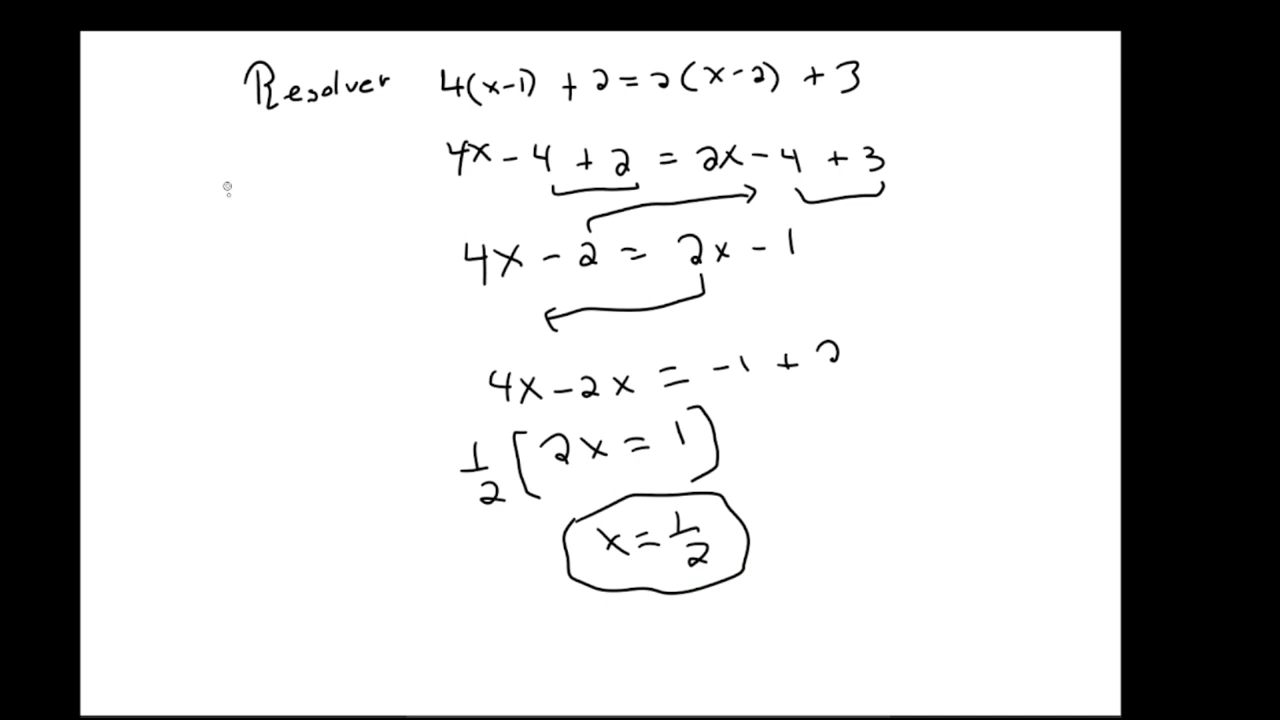 Resolver 4(x-1) + 2 = 2(x-2) + 3
4x - 4 + 2 = 2x - 4 + 3
4x - 2 = 2x - 1
4x - 2x = -1 + 2
1/2 [2x = 1]
x = 1/2